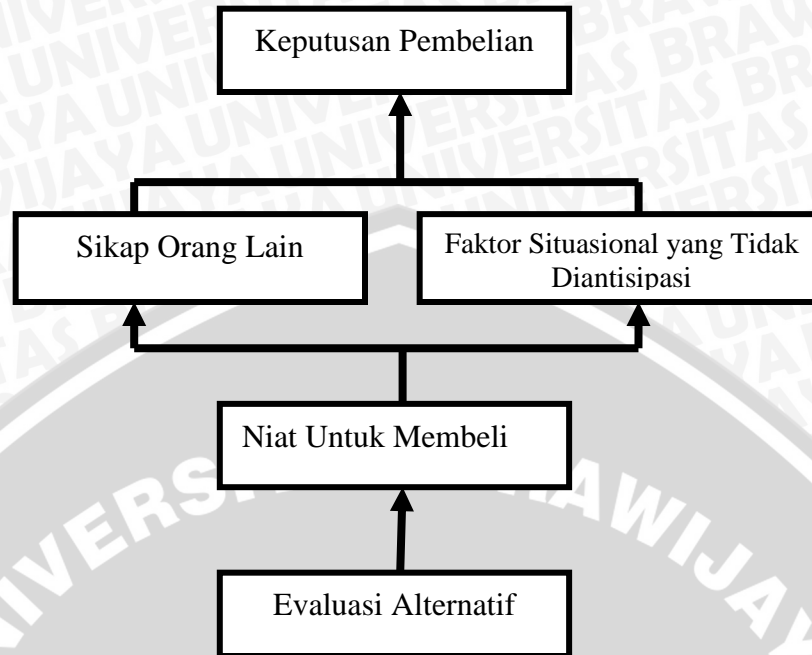 Keputusan Pembelian
Sikap Orang Lain
Faktor Situasional yang Tidak
Diantisipasi
Niat Untuk Membeli
Evaluasi Alternatif